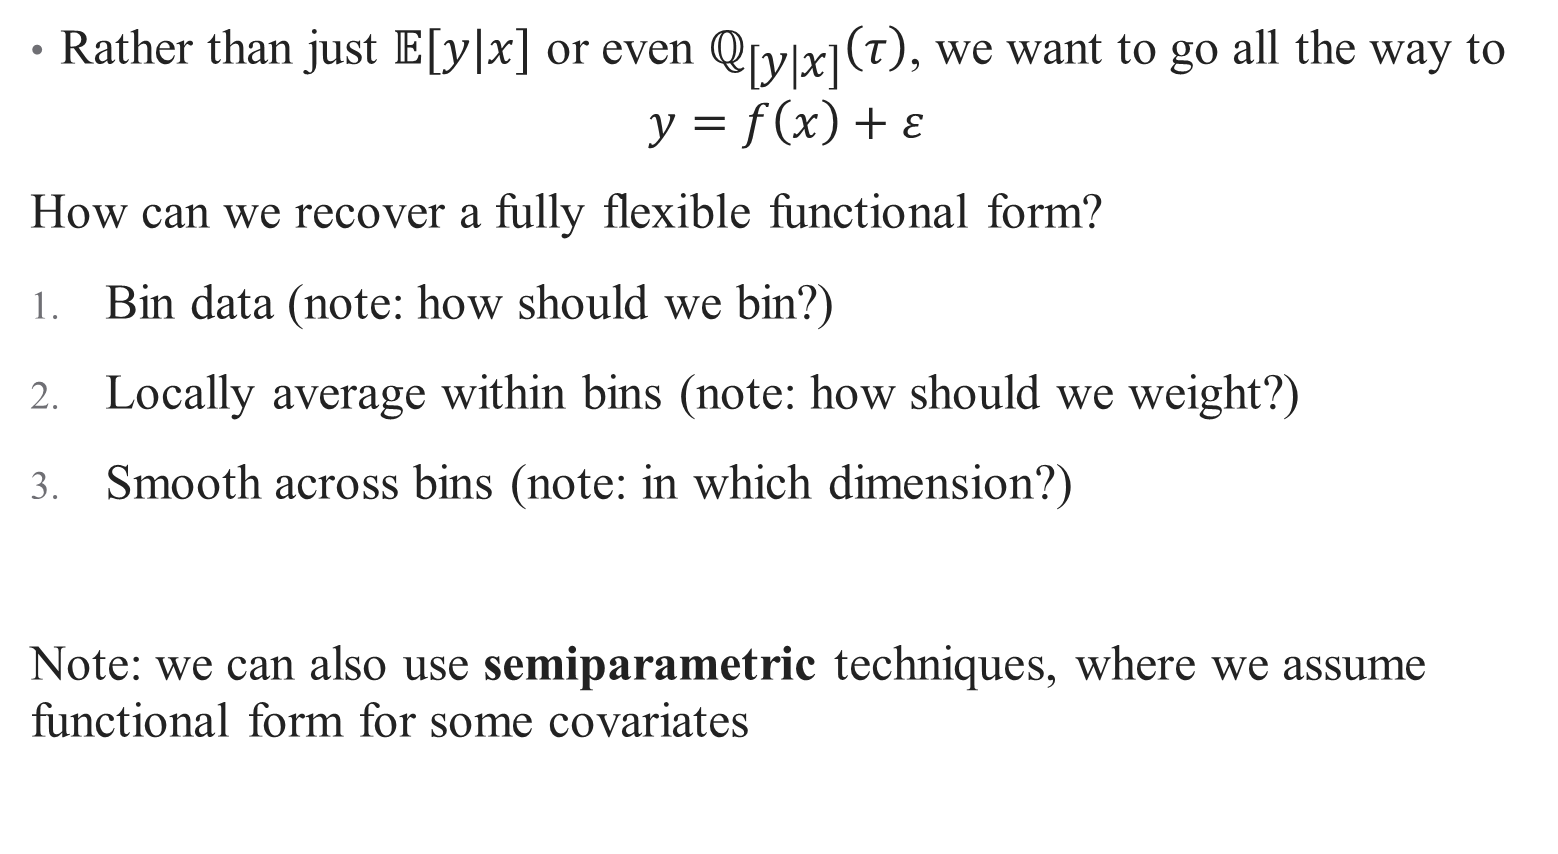 • Rather than just 𝔼[y|x] or even ℚ[y|x](τ), we want to go all the way to
y = f(x) + ε
How can we recover a fully flexible functional form?
1. Bin data (note: how should we bin?)
2. Locally average within bins (note: how should we weight?)
3. Smooth across bins (note: in which dimension?)
Note: we can also use semiparametric techniques, where we assume
functional form for some covariates